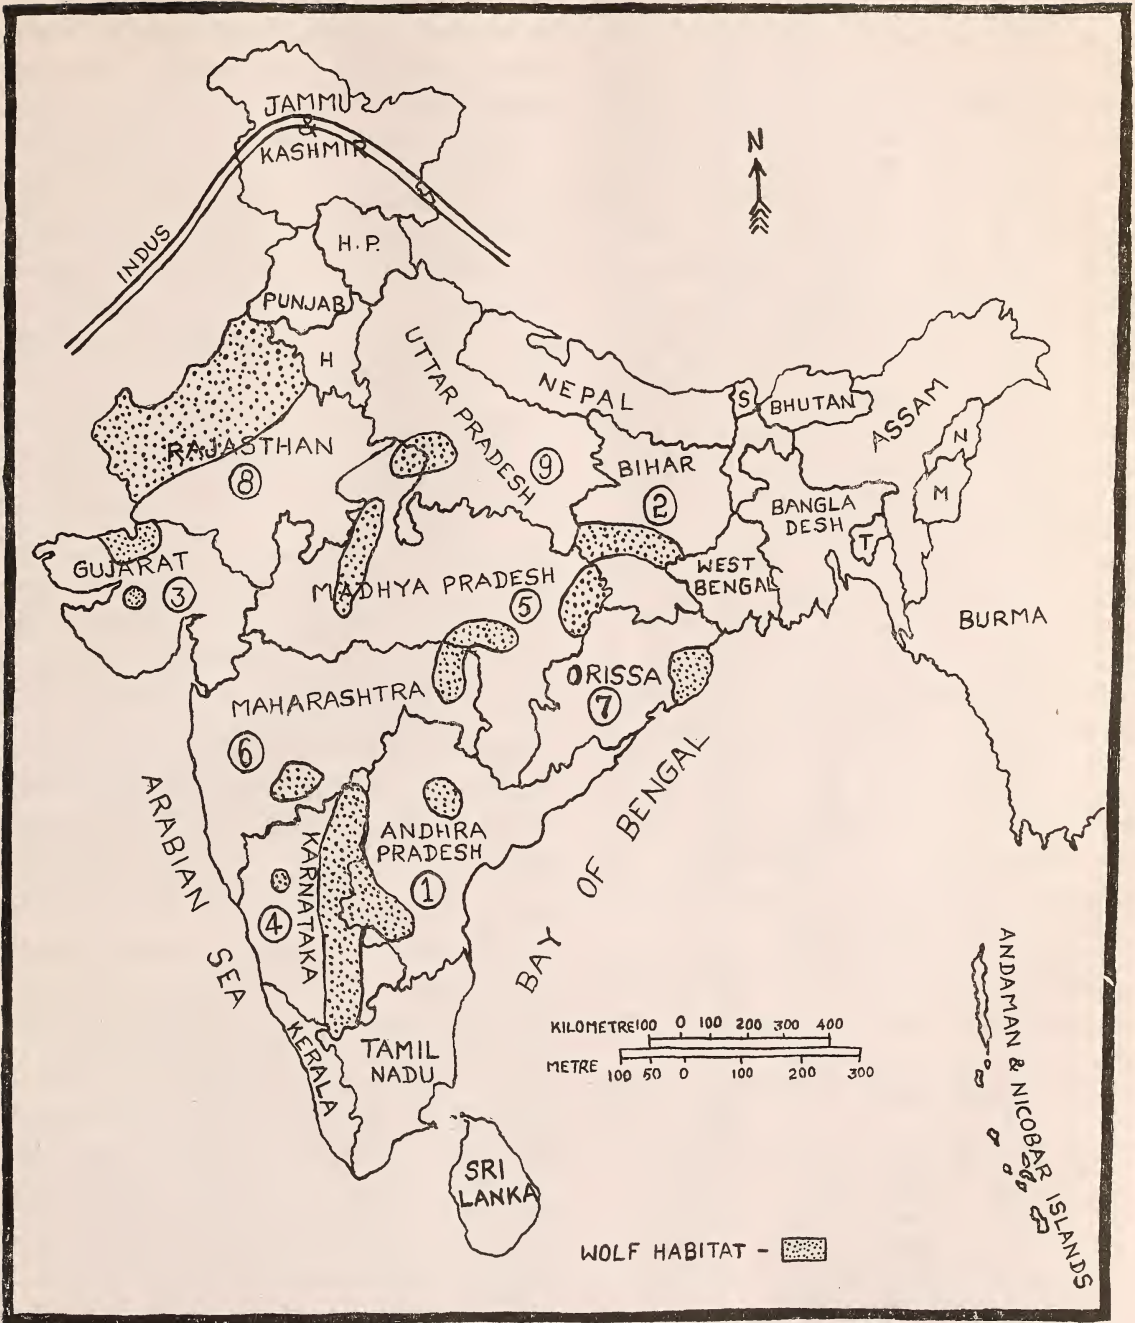 JAMMU
&
KASHMIR
N
INDUS
H.P.
PUNJAB
H
UTTAR PRADESH
NEPAL
S
BHUTAN
ASSAM
N
M
RAJASTHAN
8
9
BIHAR
2
BANGLA
DESH
T
GUJARAT
3
MADHYA PRADESH
5
WEST
BENGAL
BURMA
ORISSA
7
MAHARASHTRA
6
ARABIAN SEA
BAY OF BENGAL
ANDHRA
PRADESH
1
KARNATAKA
4
KERALA
TAMIL
NADU
SRI
LANKA
ANDAMAN & NICOBAR ISLANDS
KILOMETRE 100 0 100 200 300 400
METRE 100 50 0 100 200 300
WOLF HABITAT -